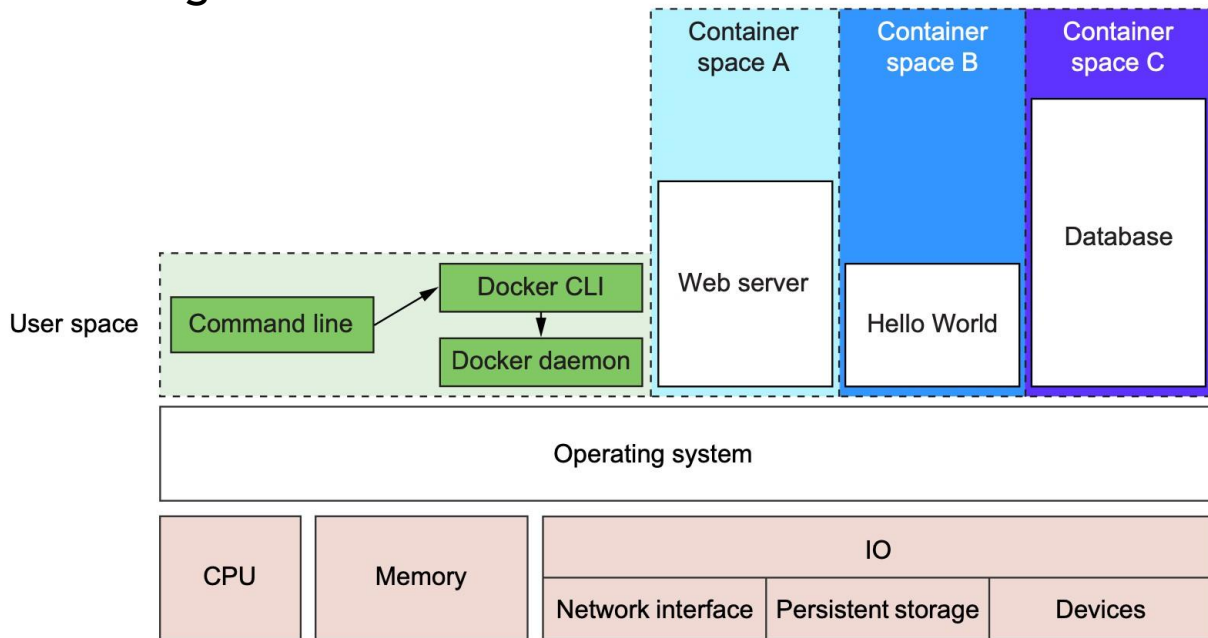 Container
space A
Container
space B
Container
space C
Database
Web server
Docker CLI
User space
Command line
Hello World
Docker daemon
Operating system
CPU
Memory
IO
Network interface
Persistent storage
Devices